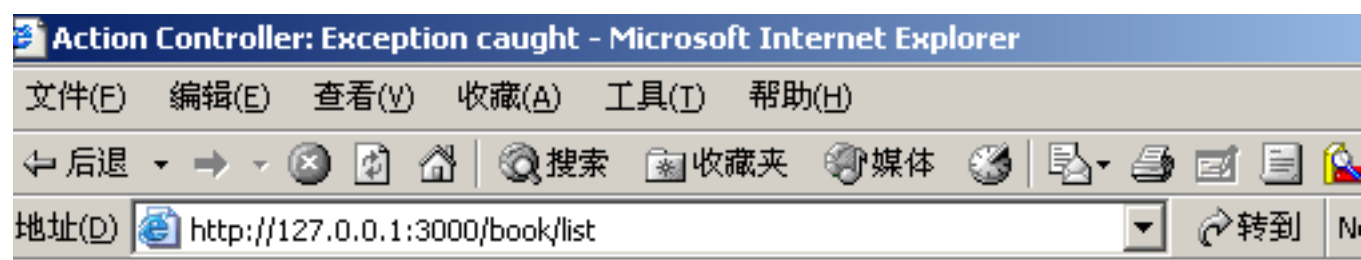 Action Controller: Exception caught - Microsoft Internet Explorer
文件(F) 编辑(E) 查看(V) 收藏(A) 工具(T) 帮助(H)
后退 搜索 收藏夹 媒体
地址(D) http://127.0.0.1:3000/book/list 转到